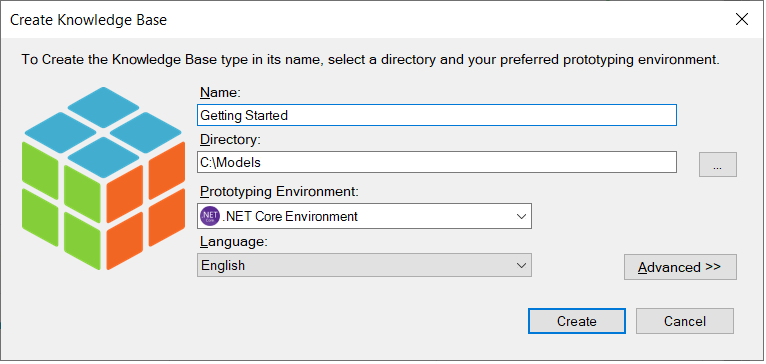 Create Knowledge Base
To Create the Knowledge Base type in its name, select a directory and your preferred prototyping environment.
Name:
Getting Started
Directory:
C:\Models
...
Prototyping Environment:
.NET Core .NET Core Environment
Language:
English
Advanced >>
Create
Cancel